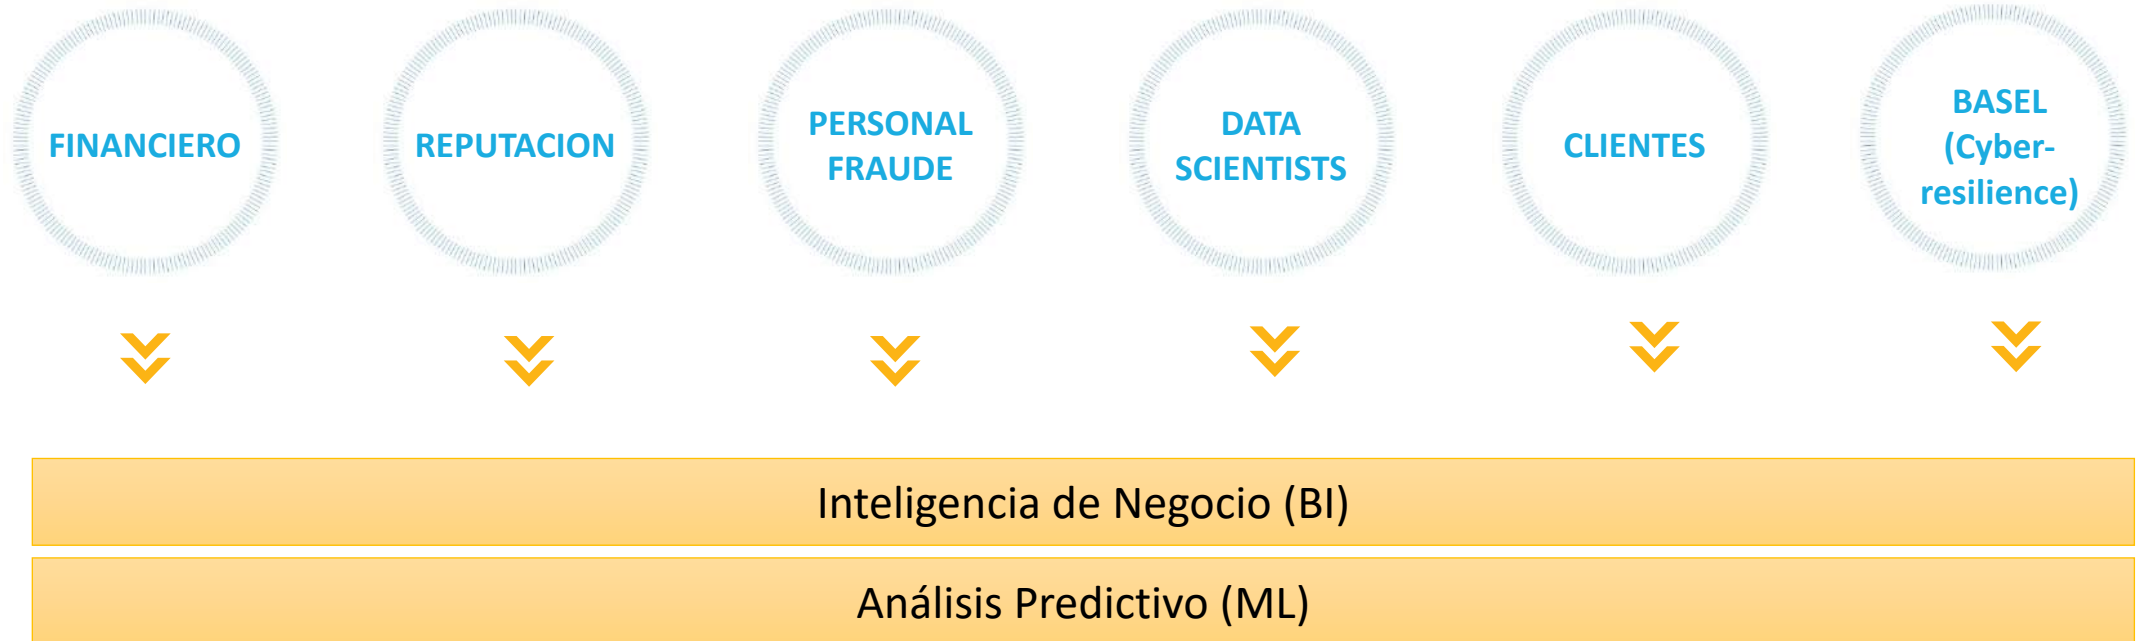 FINANCIERO
REPUTACION
PERSONAL
FRAUDE
DATA
SCIENTISTS
CLIENTES
BASEL
(Cyber-
resilience)
Inteligencia de Negocio (BI)
Análisis Predictivo (ML)